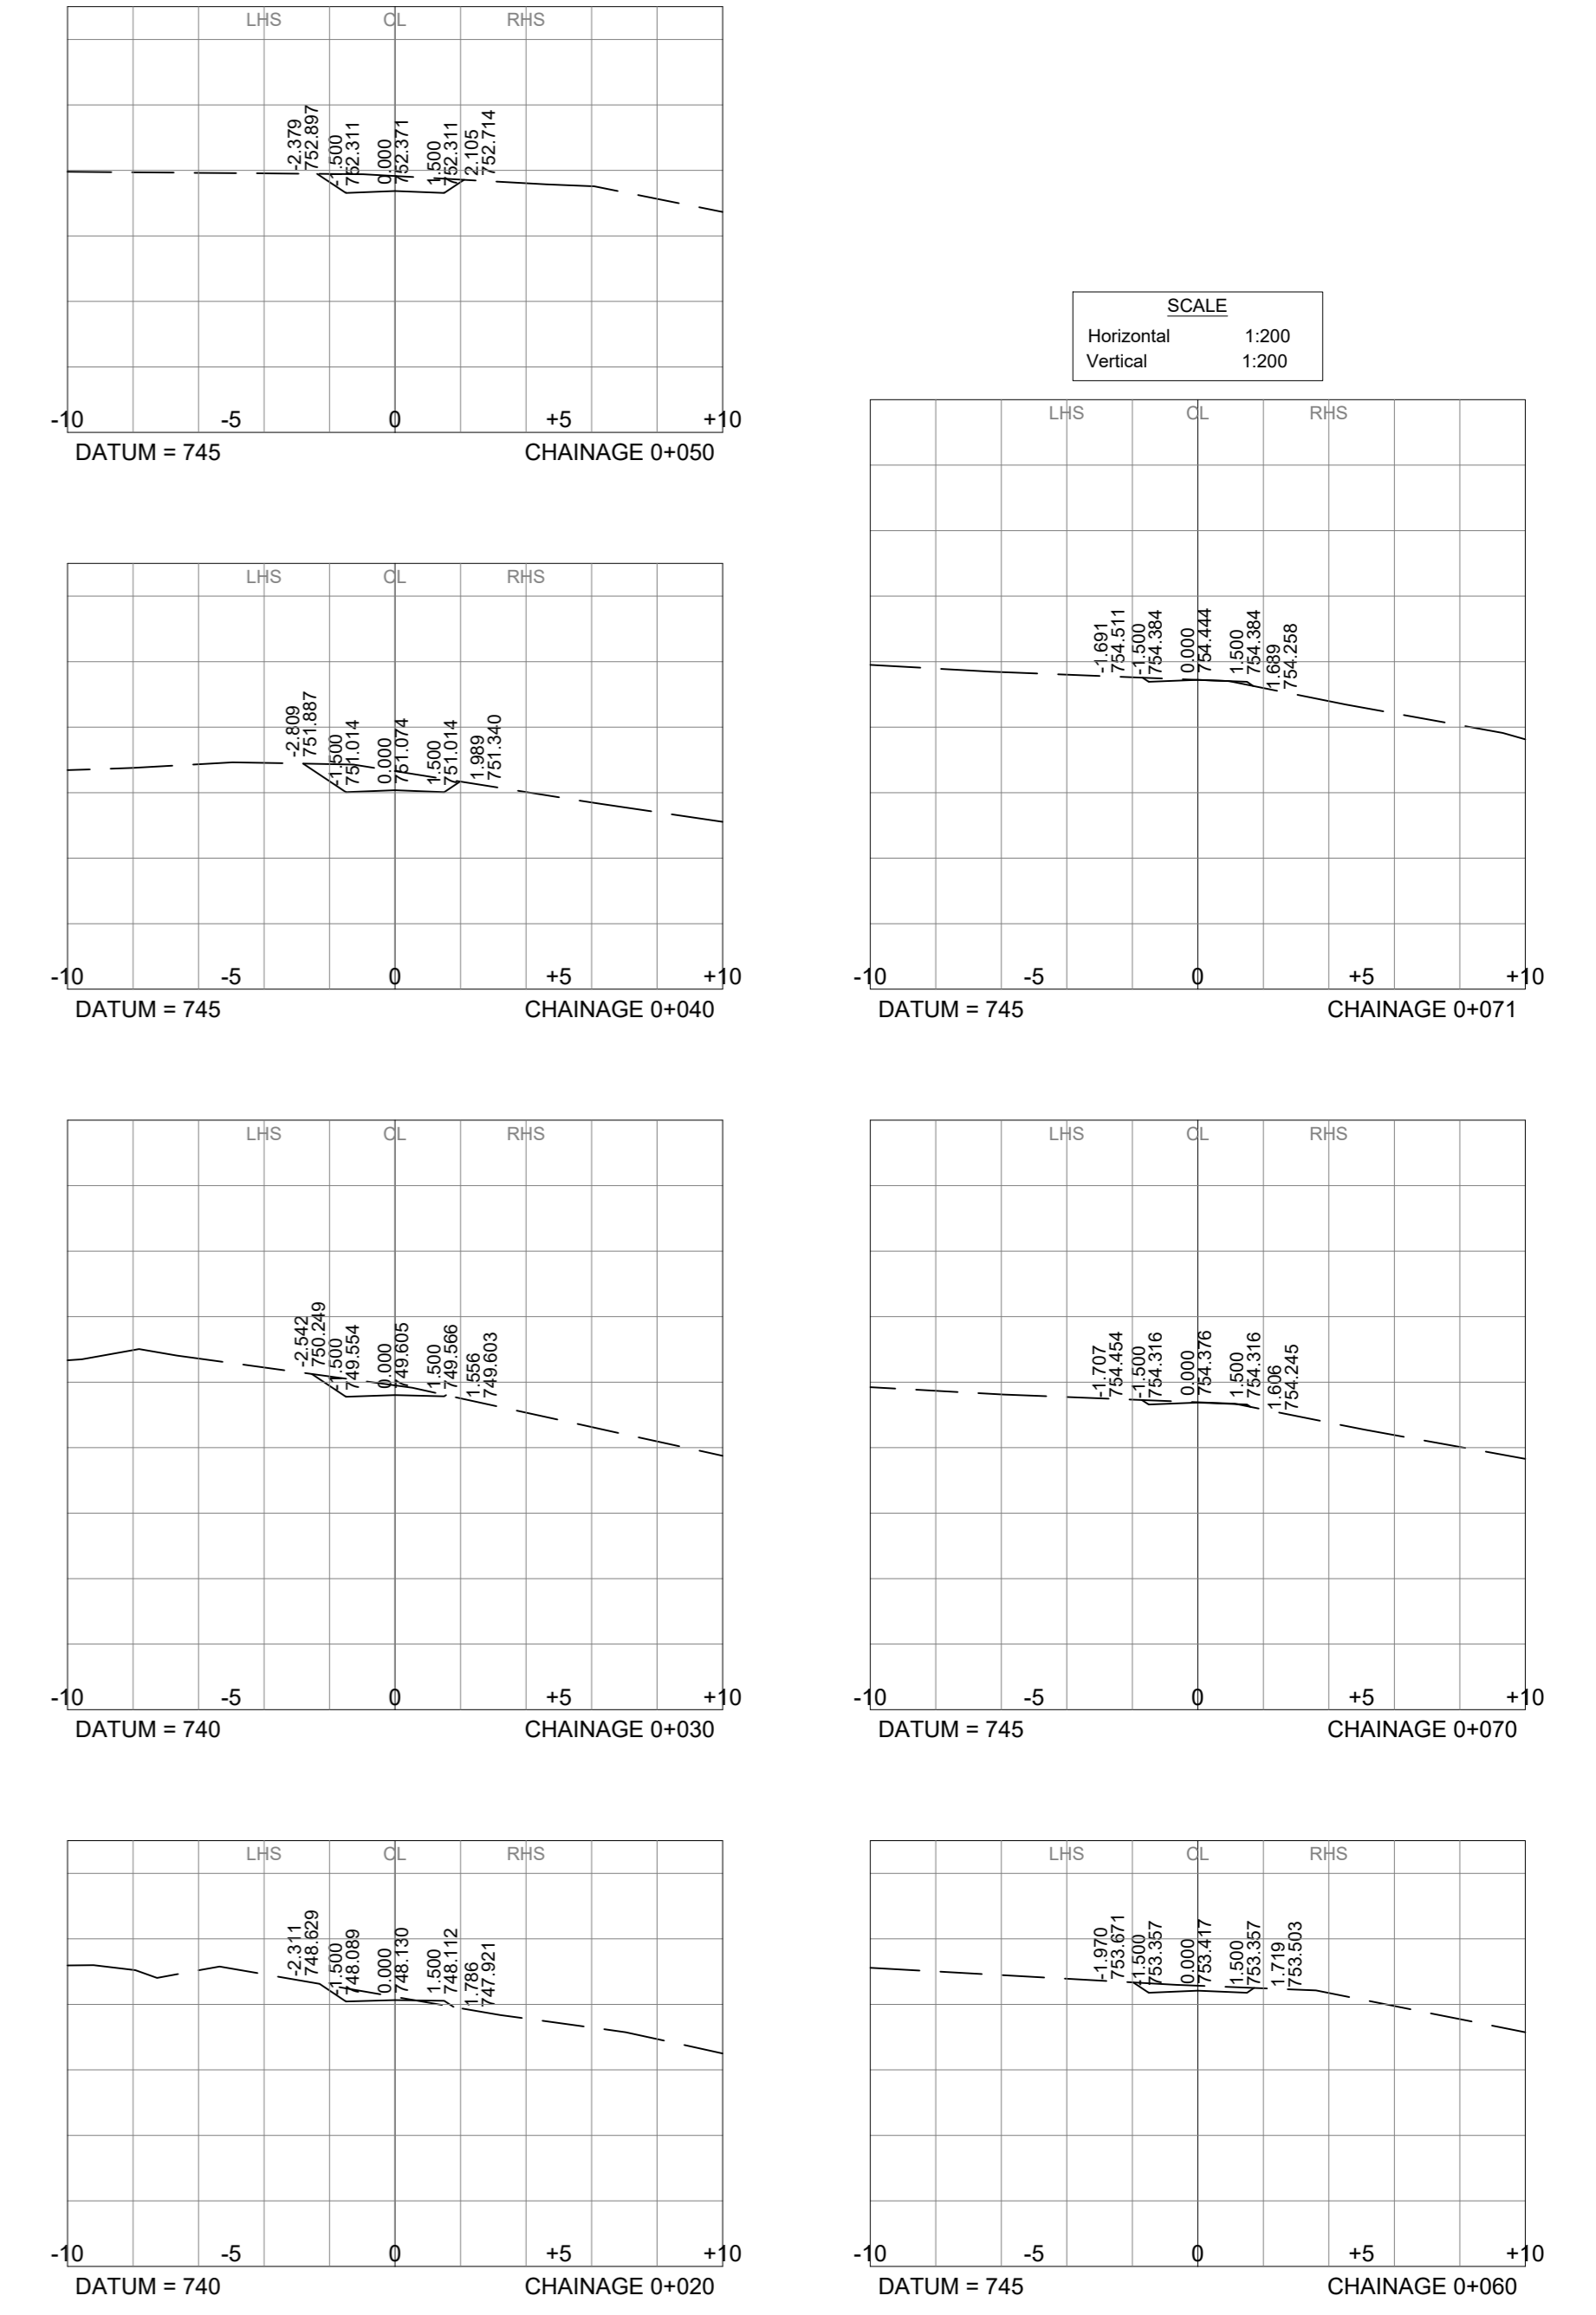 LHS CL RHS
-2.379
752.897
-1.500
752.311
0.000
752.371
1.500
752.311
2.105
752.714
-10 -5 0 +5 +10
DATUM = 745 CHAINAGE 0+050
SCALE
Horizontal 1:200
Vertical 1:200
LHS CL RHS
-2.809
751.887
-1.500
751.014
0.000
751.074
1.500
751.014
1.989
751.340
-10 -5 0 +5 +10
DATUM = 745 CHAINAGE 0+040
LHS CL RHS
-1.691
754.511
-1.500
754.384
0.000
754.444
1.500
754.384
1.689
754.258
-10 -5 0 +5 +10
DATUM = 745 CHAINAGE 0+071
LHS CL RHS
-2.542
750.249
-1.500
749.554
0.000
749.605
1.500
749.566
1.556
749.603
-10 -5 0 +5 +10
DATUM = 740 CHAINAGE 0+030
LHS CL RHS
-1.707
754.454
-1.500
754.316
0.000
754.376
1.500
754.316
1.606
754.245
-10 -5 0 +5 +10
DATUM = 745 CHAINAGE 0+070
LHS CL RHS
-2.311
748.629
-1.500
748.089
0.000
748.130
1.500
748.112
1.786
747.921
-10 -5 0 +5 +10
DATUM = 740 CHAINAGE 0+020
LHS CL RHS
-1.970
753.671
-1.500
753.357
0.000
753.417
1.500
753.357
1.719
753.503
-10 -5 0 +5 +10
DATUM = 745 CHAINAGE 0+060